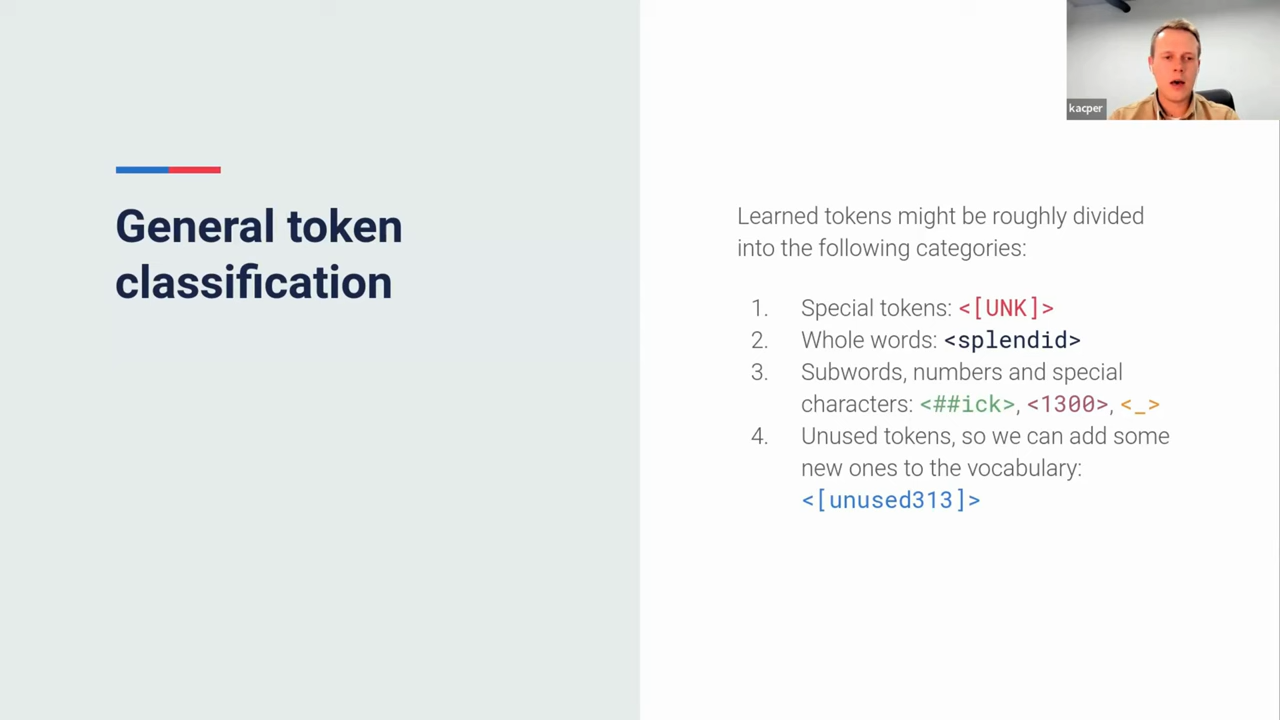 kacper
General token
classification
Learned tokens might be roughly divided
into the following categories:
1. Special tokens: <[UNK]>
2. Whole words: <splendid>
3. Subwords, numbers and special
characters: <##ick>, <1300>, <_>
4. Unused tokens, so we can add some
new ones to the vocabulary:
<[unused313]>